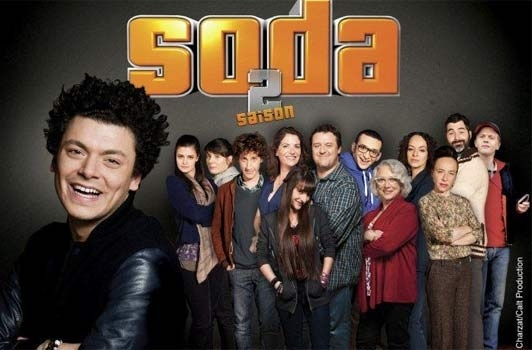 soda
2
saison
Charzat/Calt Production